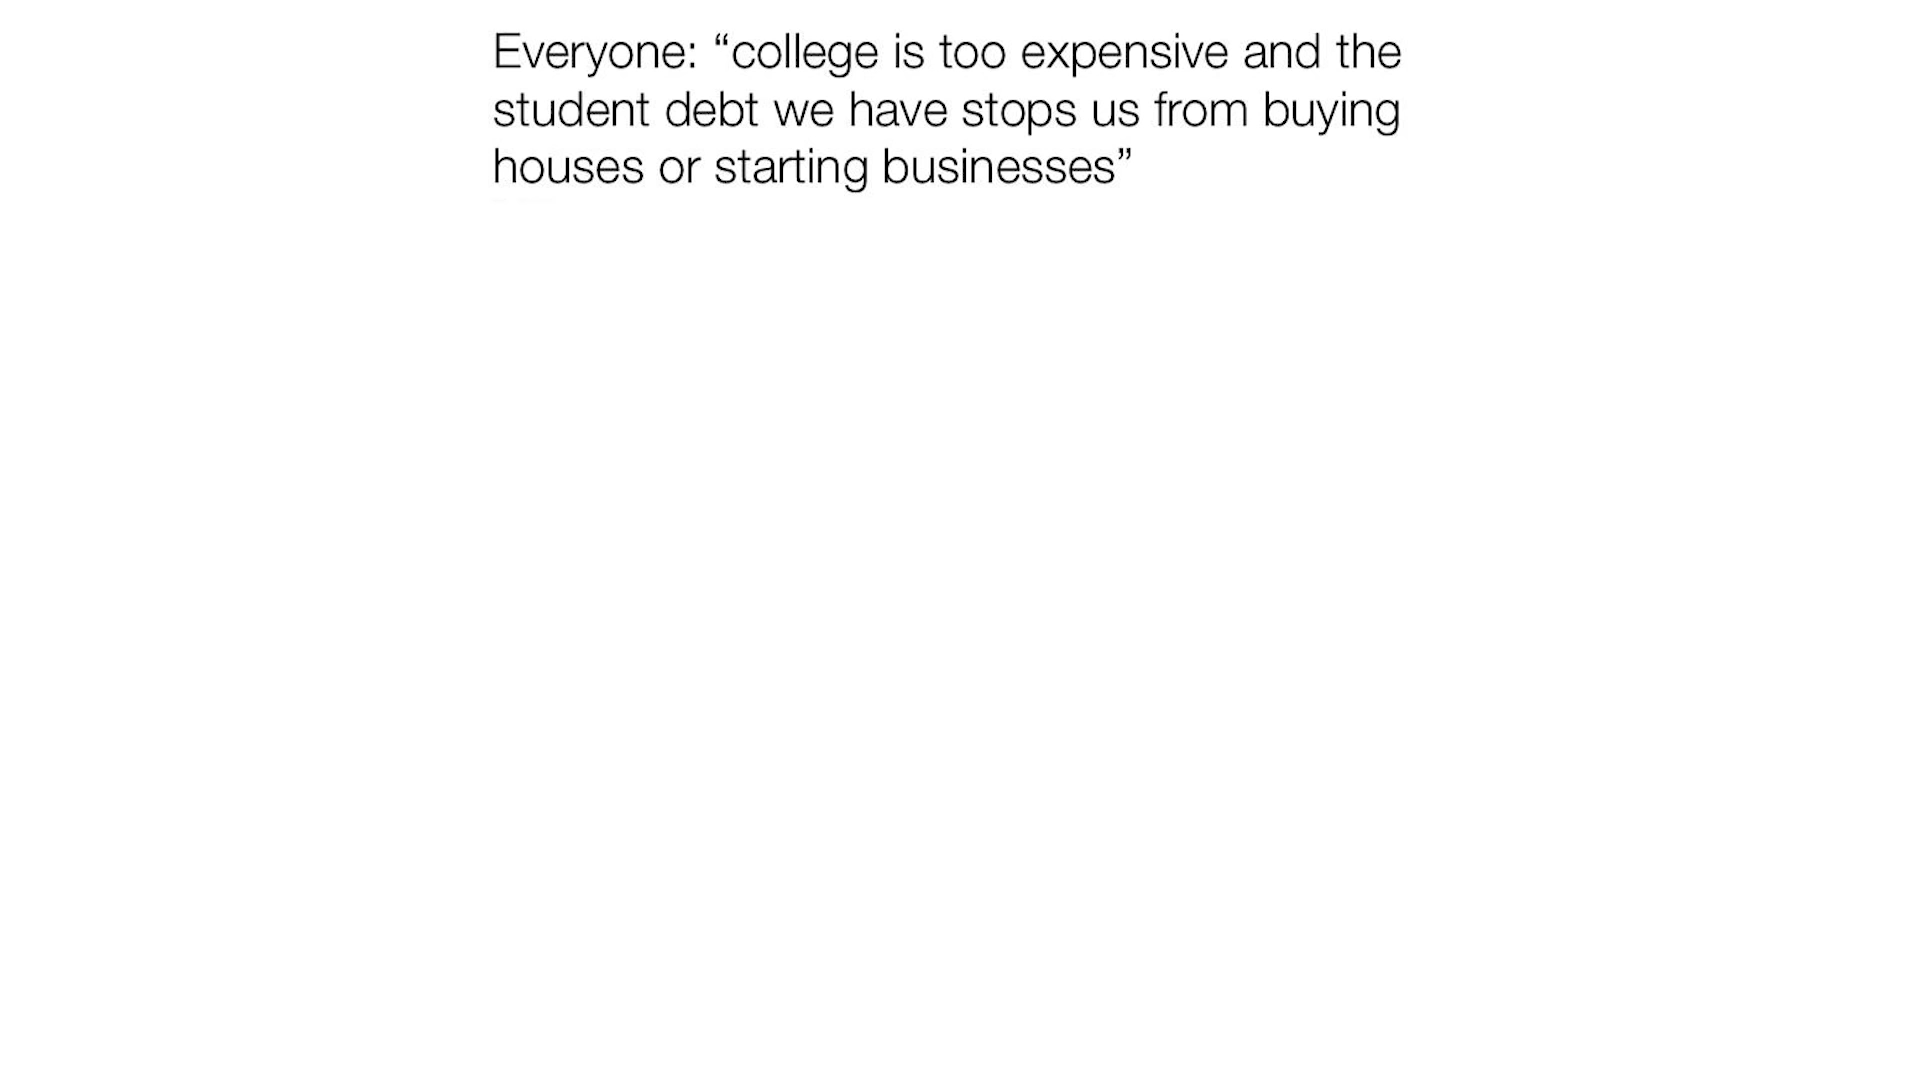 Everyone: “college is too expensive and the
student debt we have stops us from buying
houses or starting businesses”